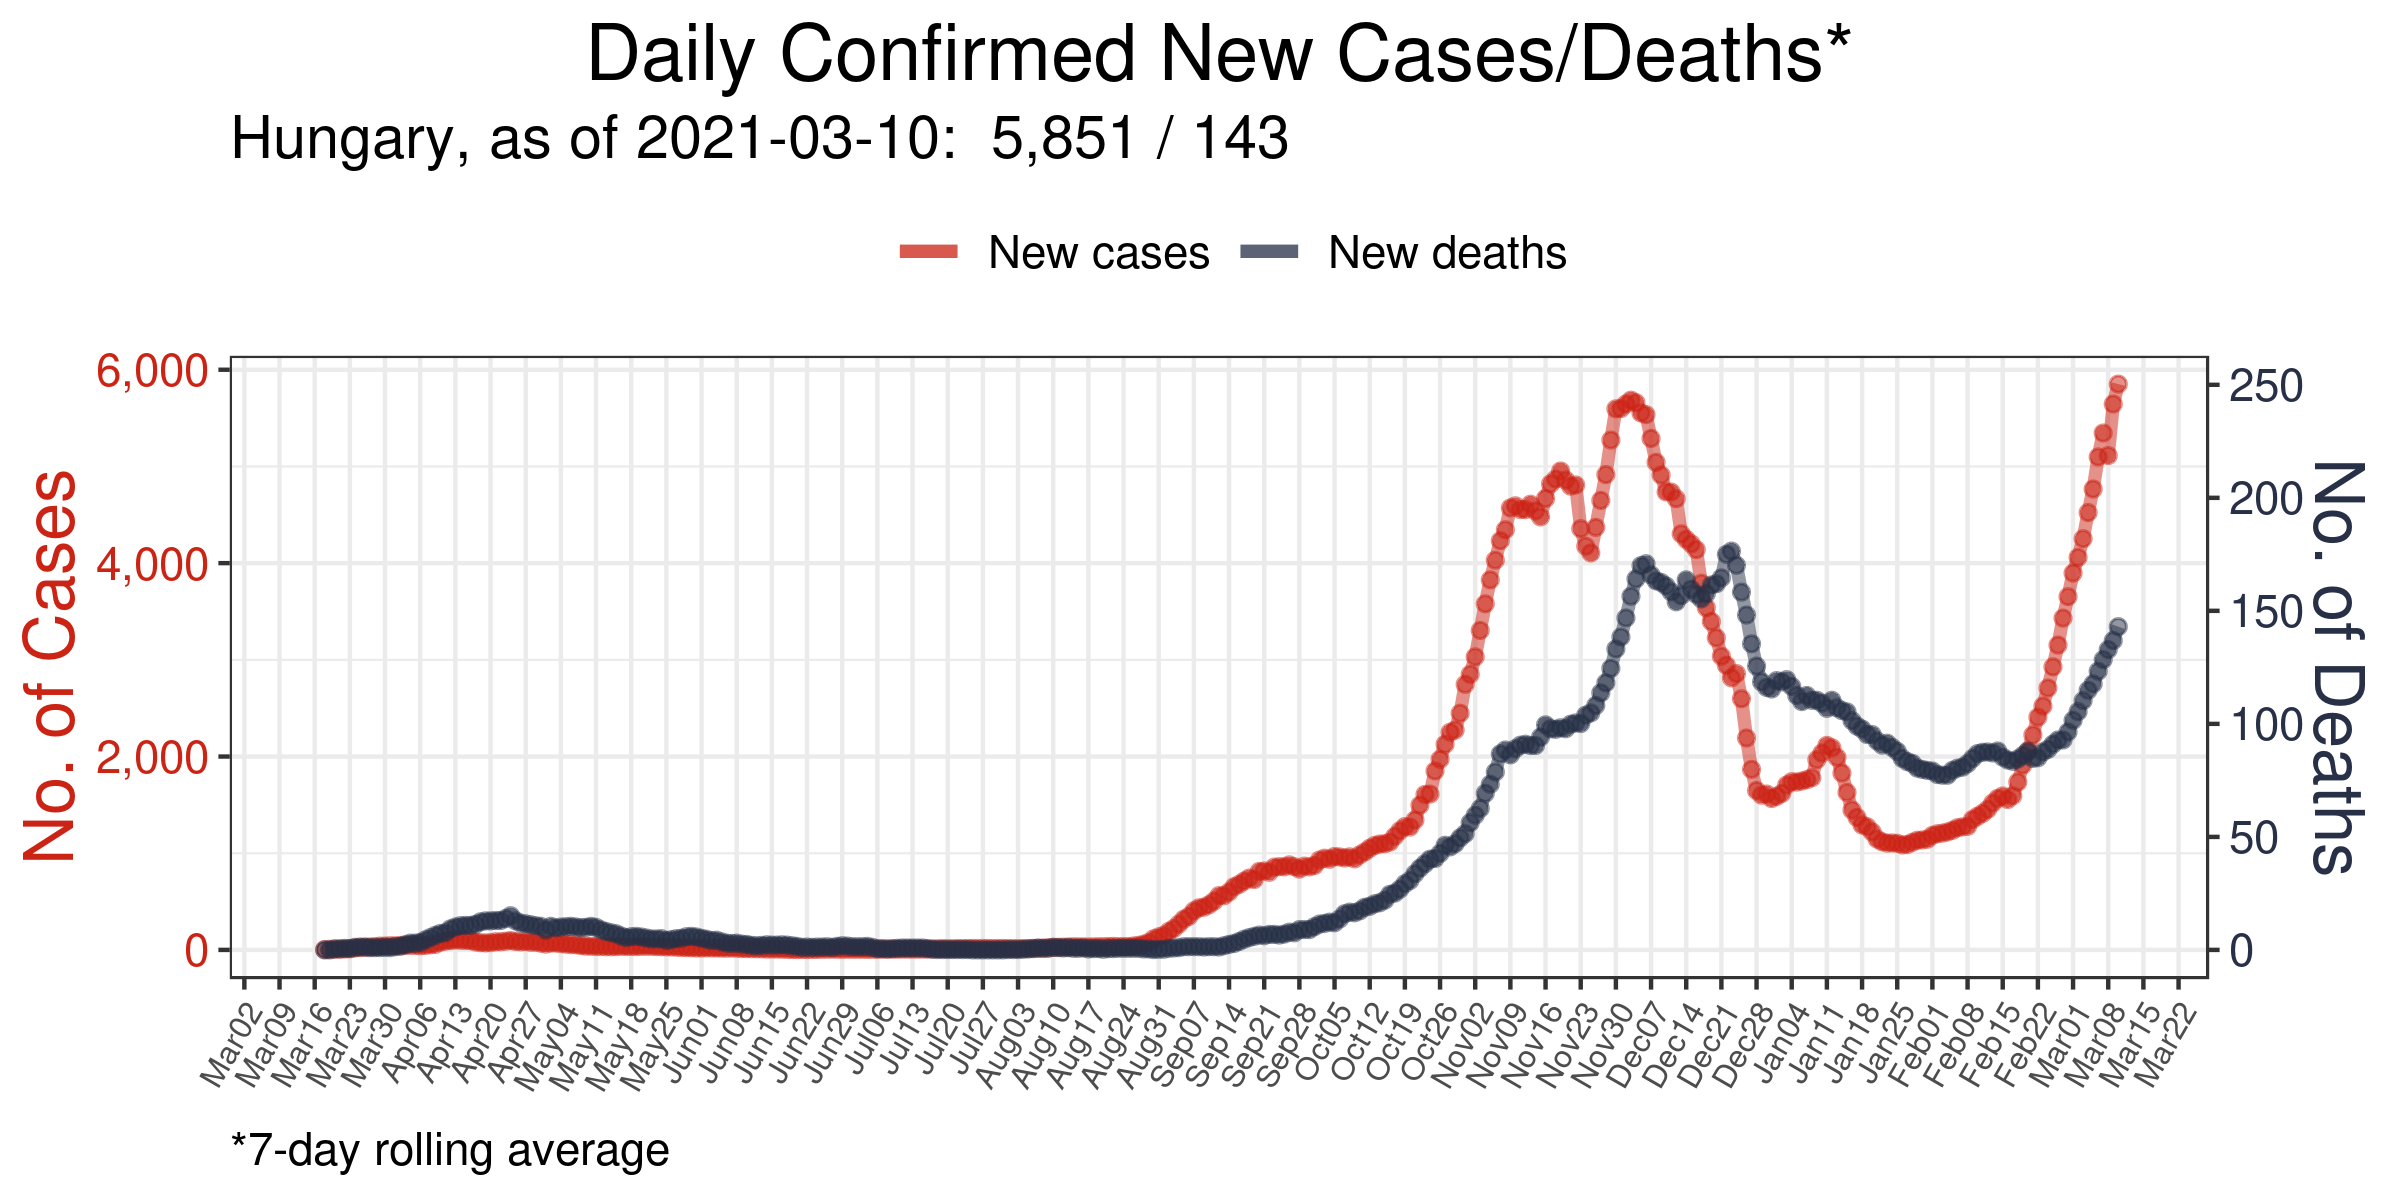 Daily Confirmed New Cases/Deaths*
Hungary, as of 2021-03-10:  5,851 / 143
New cases
New deaths
No. of Cases
6,000
4,000
2,000
0
250
200
150
100
50
0
No. of Deaths
Mar02
Mar09
Mar16
Mar23
Mar30
Apr06
Apr13
Apr20
Apr27
May04
May11
May18
May25
Jun01
Jun08
Jun15
Jun22
Jun29
Jul06
Jul13
Jul20
Jul27
Aug03
Aug10
Aug17
Aug24
Aug31
Sep07
Sep14
Sep21
Sep28
Oct05
Oct12
Oct19
Oct26
Nov02
Nov09
Nov16
Nov23
Nov30
Dec07
Dec14
Dec21
Dec28
Jan04
Jan11
Jan18
Jan25
Feb01
Feb08
Feb15
Feb22
Mar01
Mar08
Mar15
Mar22
*7-day rolling average